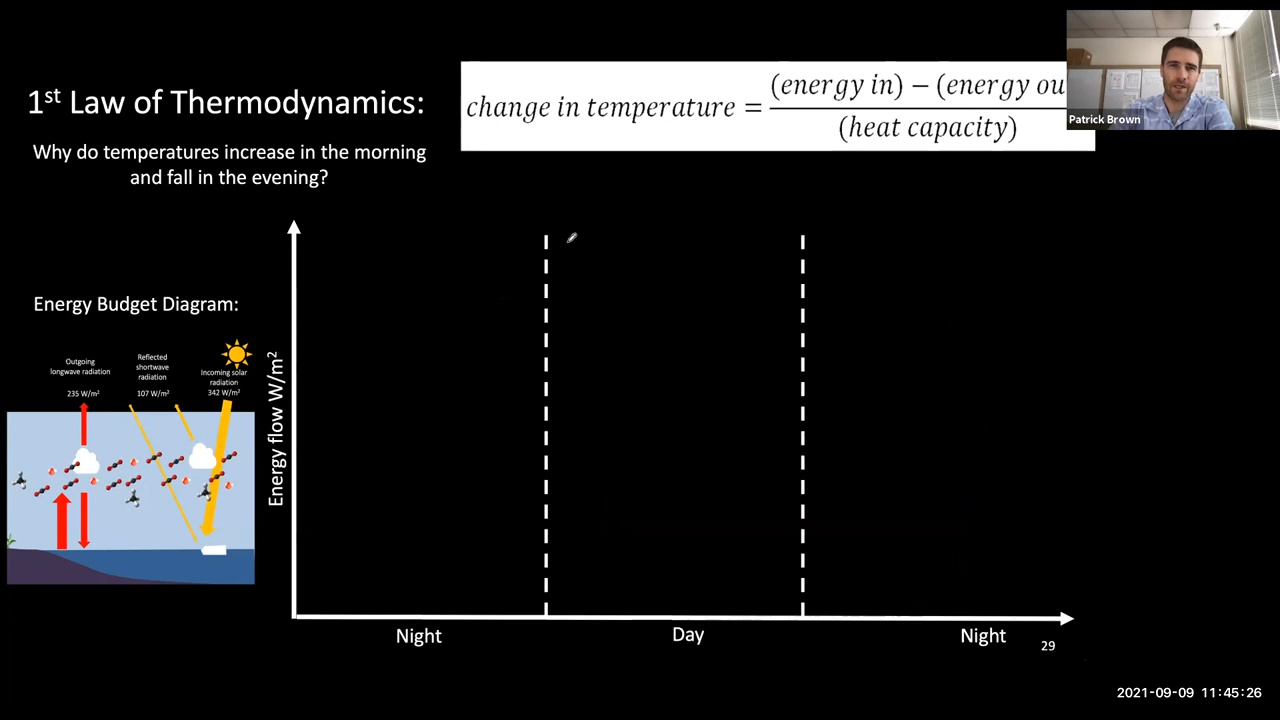 1st Law of Thermodynamics:
Why do temperatures increase in the morning
and fall in the evening?
change in temperature = (energy in) − (energy ou
(heat capacity)
Patrick Brown
Energy Budget Diagram:
Outgoing
longwave radiation
235 W/m²
Reflected
shortwave
radiation
107 W/m²
Incoming solar
radiation
342 W/m²
Energy flow W/m²
Night
Day
Night
29
2021-09-09 11:45:26